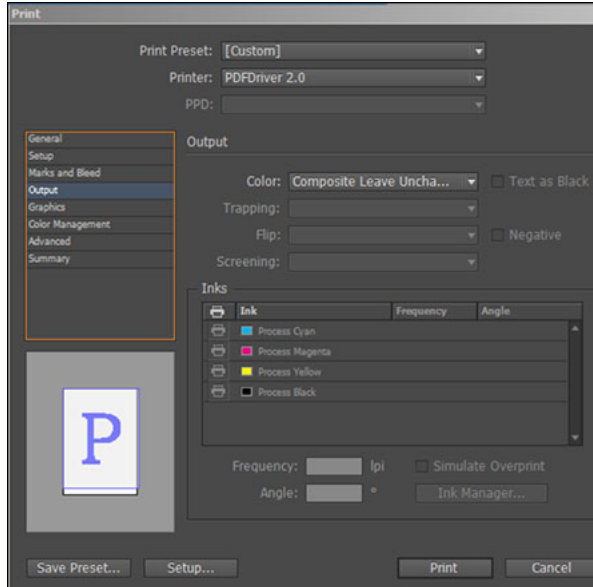 Print
Print Preset: [Custom]
Printer: PDFDriver 2.0
PPD:
General
Setup
Marks and Bleed
Output
Graphics
Color Management
Advanced
Summary
Output
Color: Composite Leave Uncha... Text as Black
Trapping:
Flip: Negative
Screening:
Inks
Ink Frequency Angle
Process Cyan
Process Magenta
Process Yellow
Process Black
Frequency: lpi Simulate Overprint
Angle: ° Ink Manager...
P
Save Preset... Setup... Print Cancel